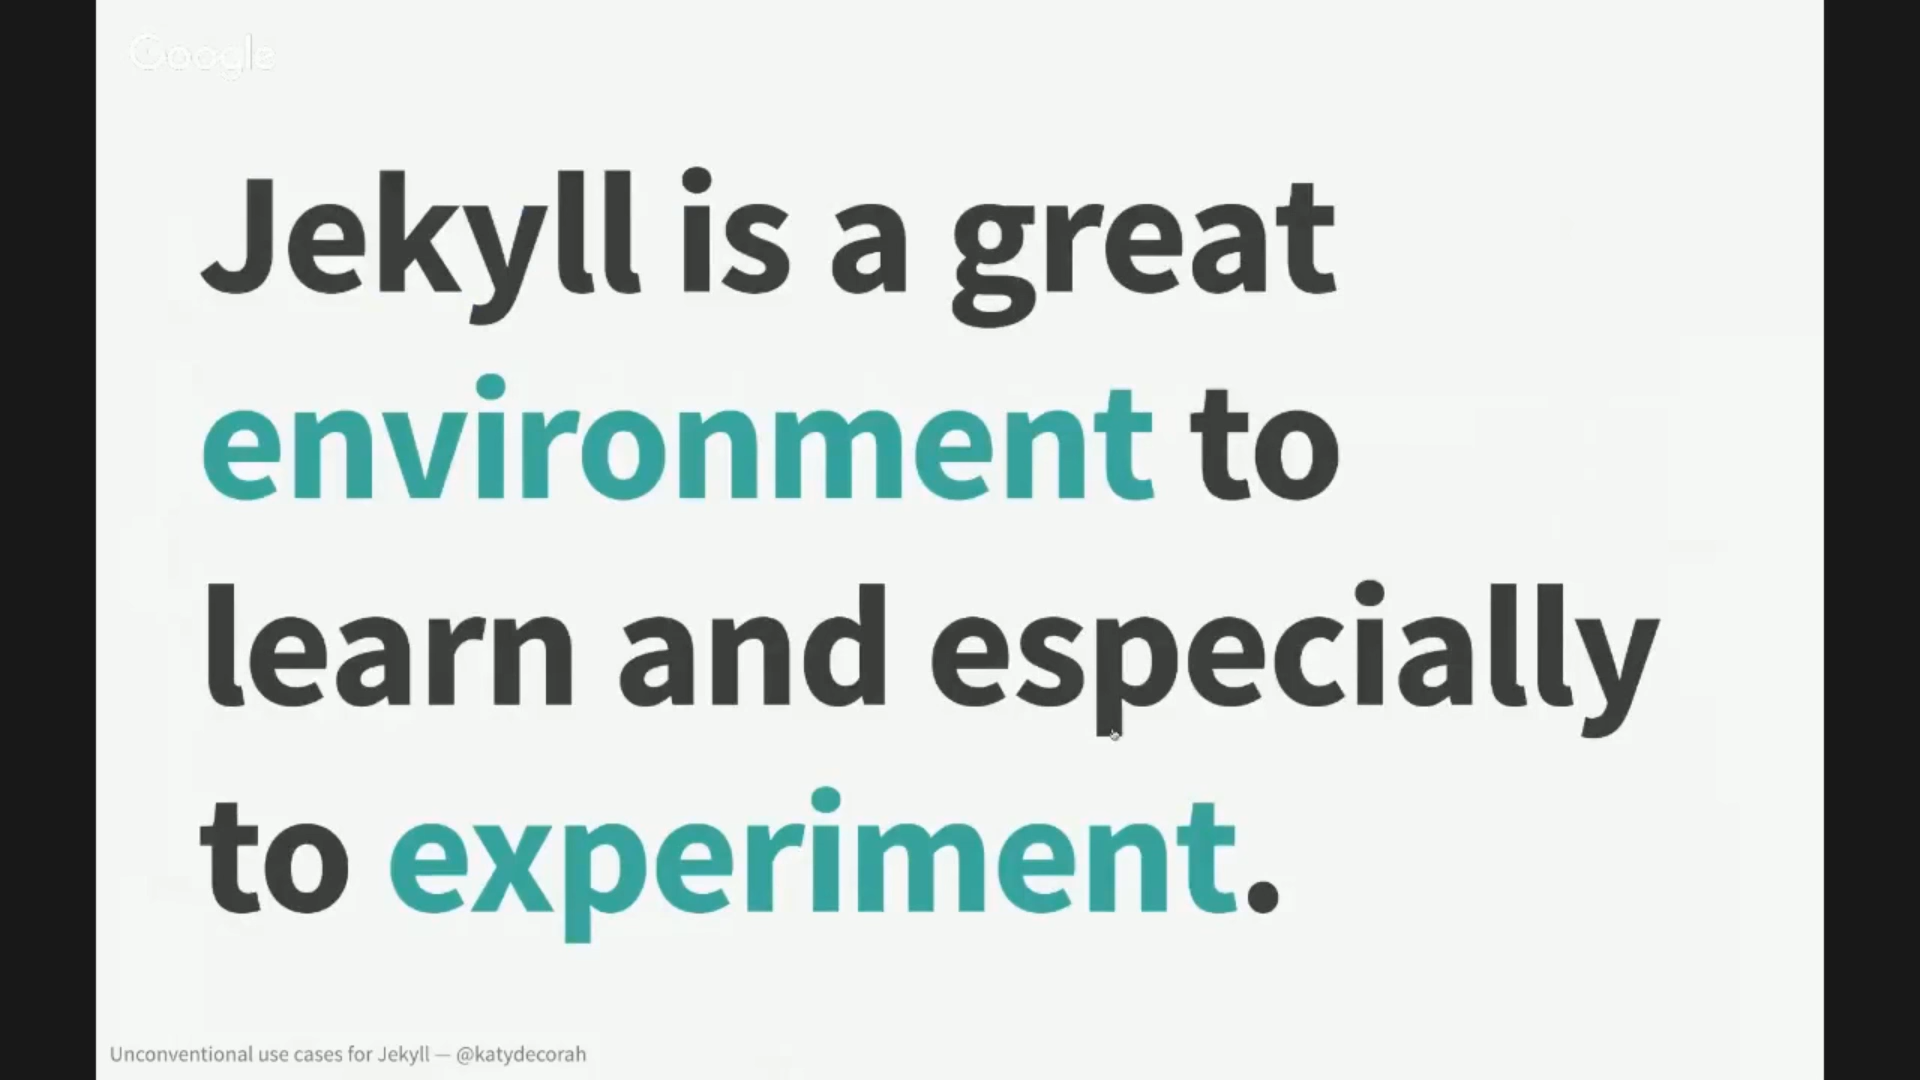 Google
Jekyll is a great
environment to
learn and especially
to experiment.
Unconventional use cases for Jekyll — @katydecorah